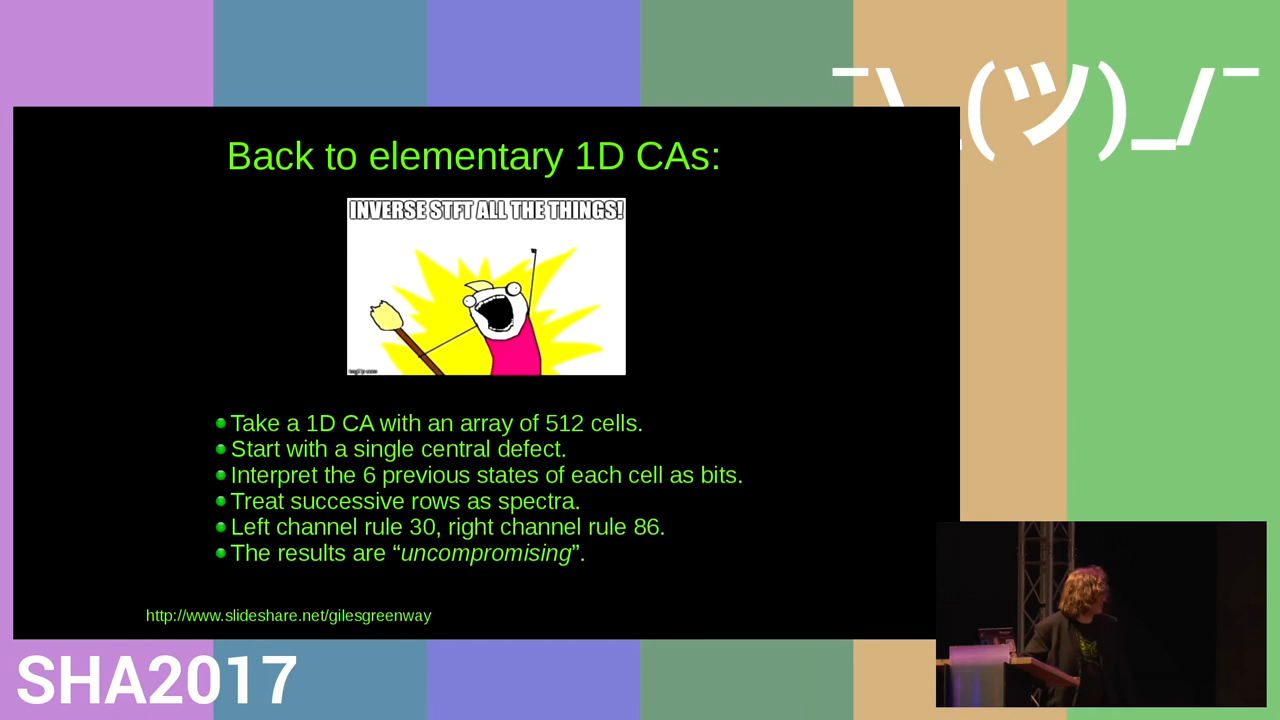 ¯\_(ツ)_/¯
Back to elementary 1D CAs:
INVERSE STFT ALL THE THINGS!
imgflip.com
Take a 1D CA with an array of 512 cells.
Start with a single central defect.
Interpret the 6 previous states of each cell as bits.
Treat successive rows as spectra.
Left channel rule 30, right channel rule 86.
The results are “uncompromising”.
http://www.slideshare.net/gilesgreenway
SHA2017